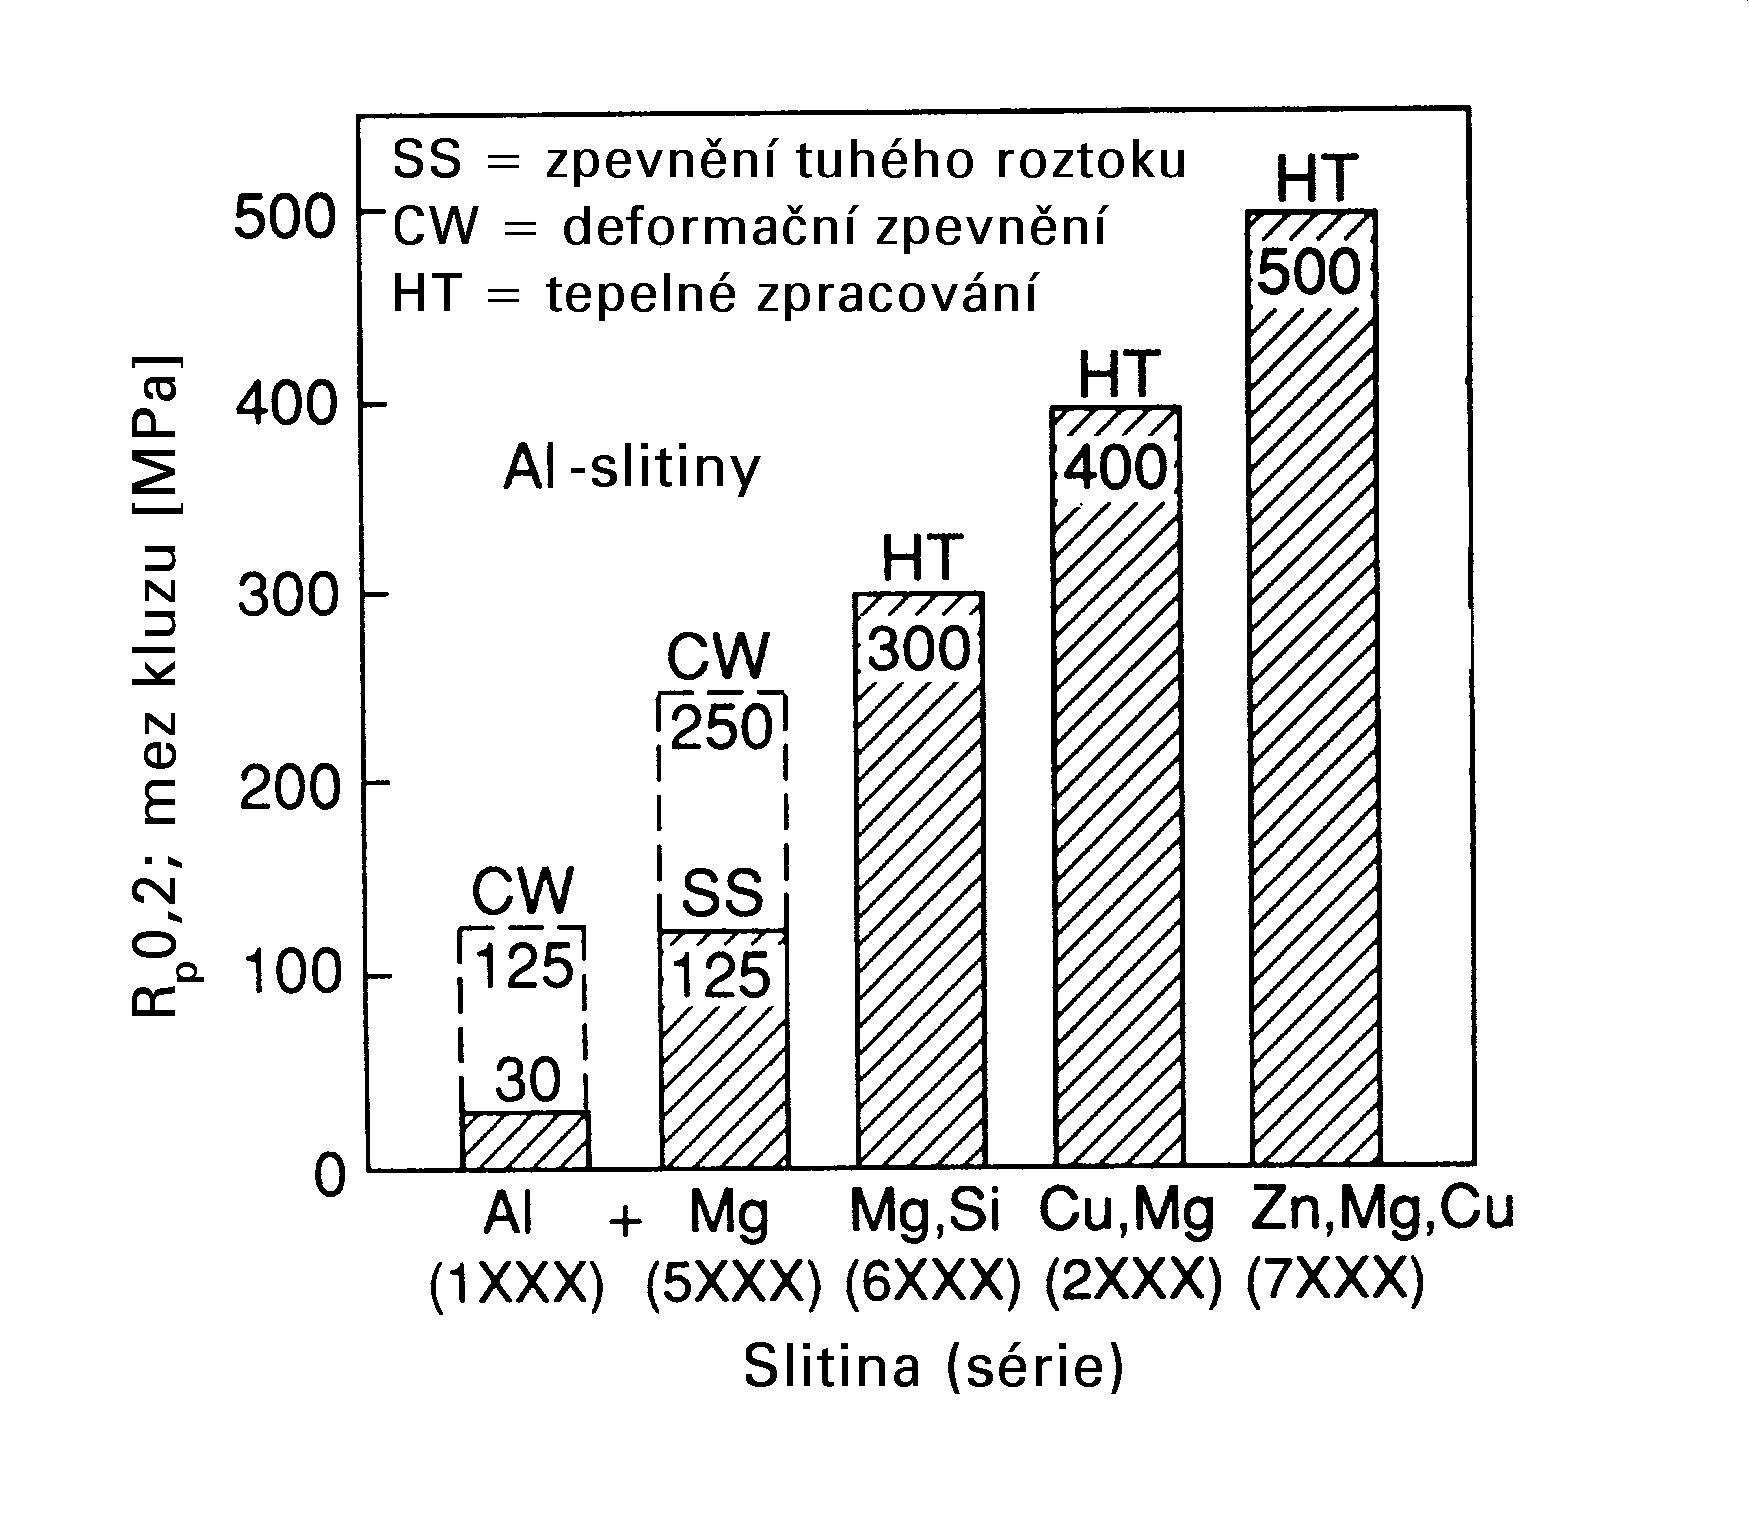 SS = zpevnění tuhého roztoku
CW = deformační zpevnění
HT = tepelné zpracování
Al-slitiny
Rp0,2; mez kluzu [MPa]
500
400
300
200
100
0
CW
125
30
CW
250
SS
125
HT
300
HT
400
HT
500
Al + Mg Mg,Si Cu,Mg Zn,Mg,Cu
(1XXX) (5XXX) (6XXX) (2XXX) (7XXX)
Slitina (série)